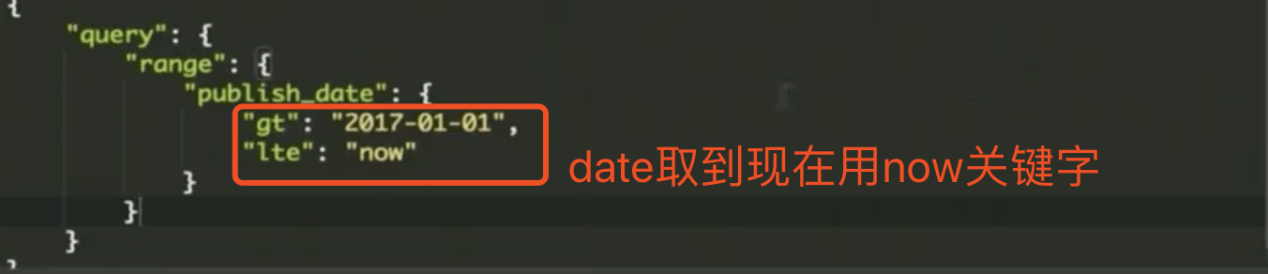 {
"query": {
"range": {
"publish_date": {
"gt": "2017-01-01",
"lte": "now"
date取到现在用now关键字
}
}
}
}